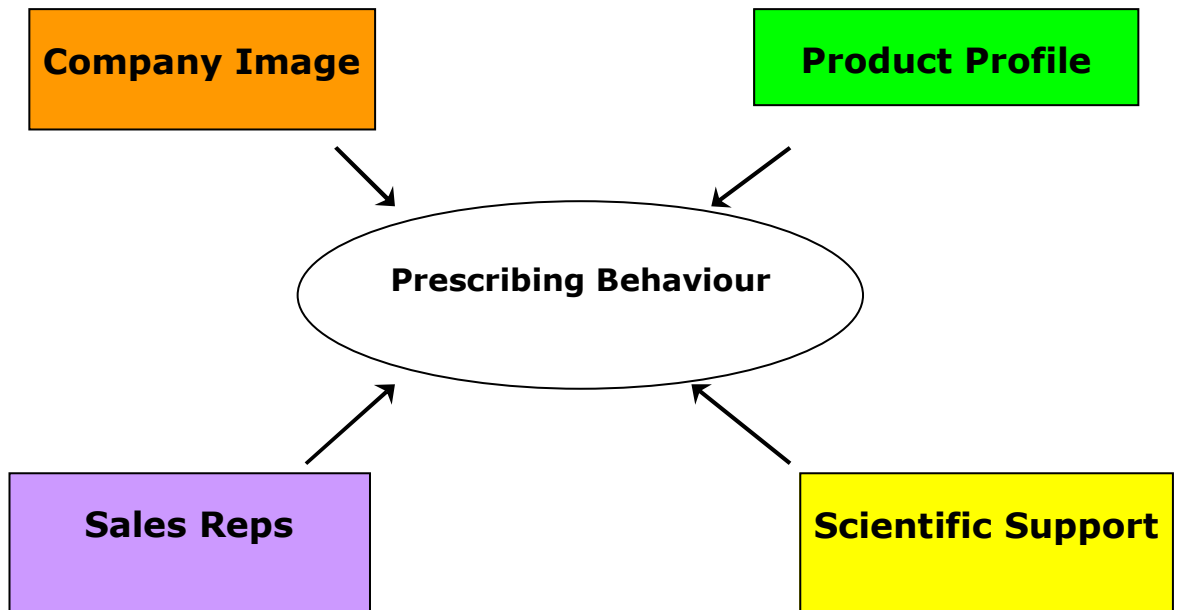 Company Image
Product Profile
Prescribing Behaviour
Sales Reps
Scientific Support